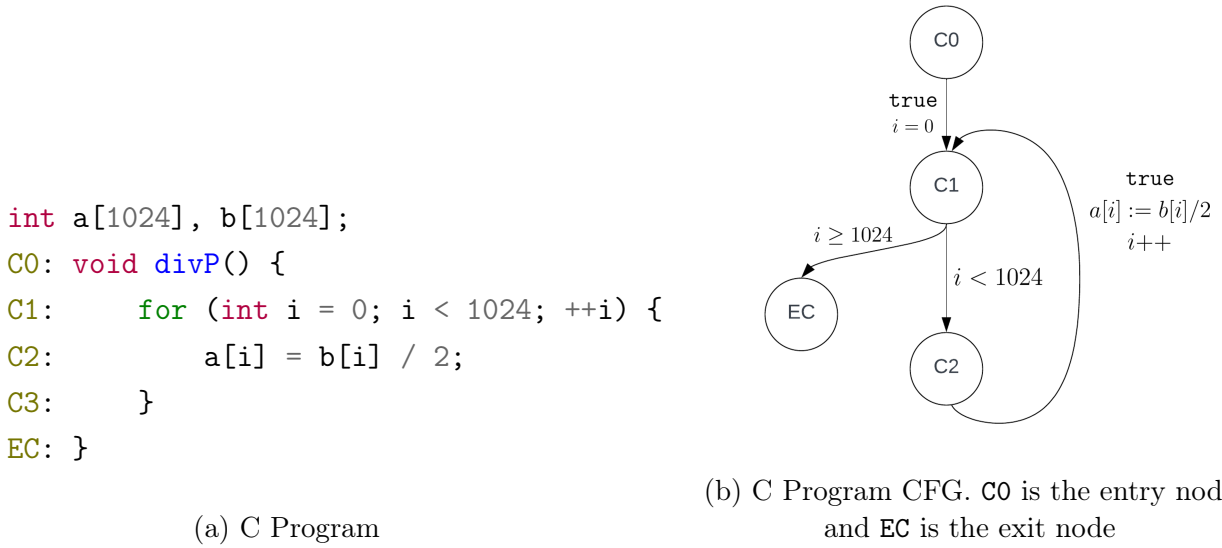 int a[1024], b[1024];
C0: void divP() {
C1:     for (int i = 0; i < 1024; ++i) {
C2:         a[i] = b[i] / 2;
C3:     }
EC: }
(a) C Program
C0
true
i = 0
C1
true
a[i] := b[i]/2
i++
i ≥ 1024
i < 1024
EC
C2
(b) C Program CFG. C0 is the entry nod
and EC is the exit node